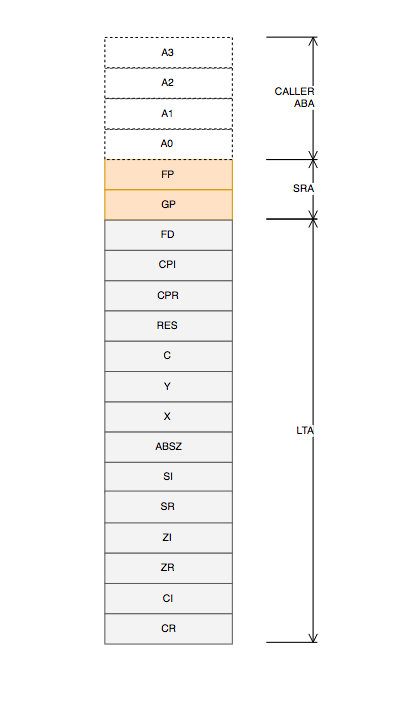 A3
A2
A1
A0
FP
GP
FD
CPI
CPR
RES
C
Y
X
ABSZ
SI
SR
ZI
ZR
CI
CR
CALLER
ABA
SRA
LTA